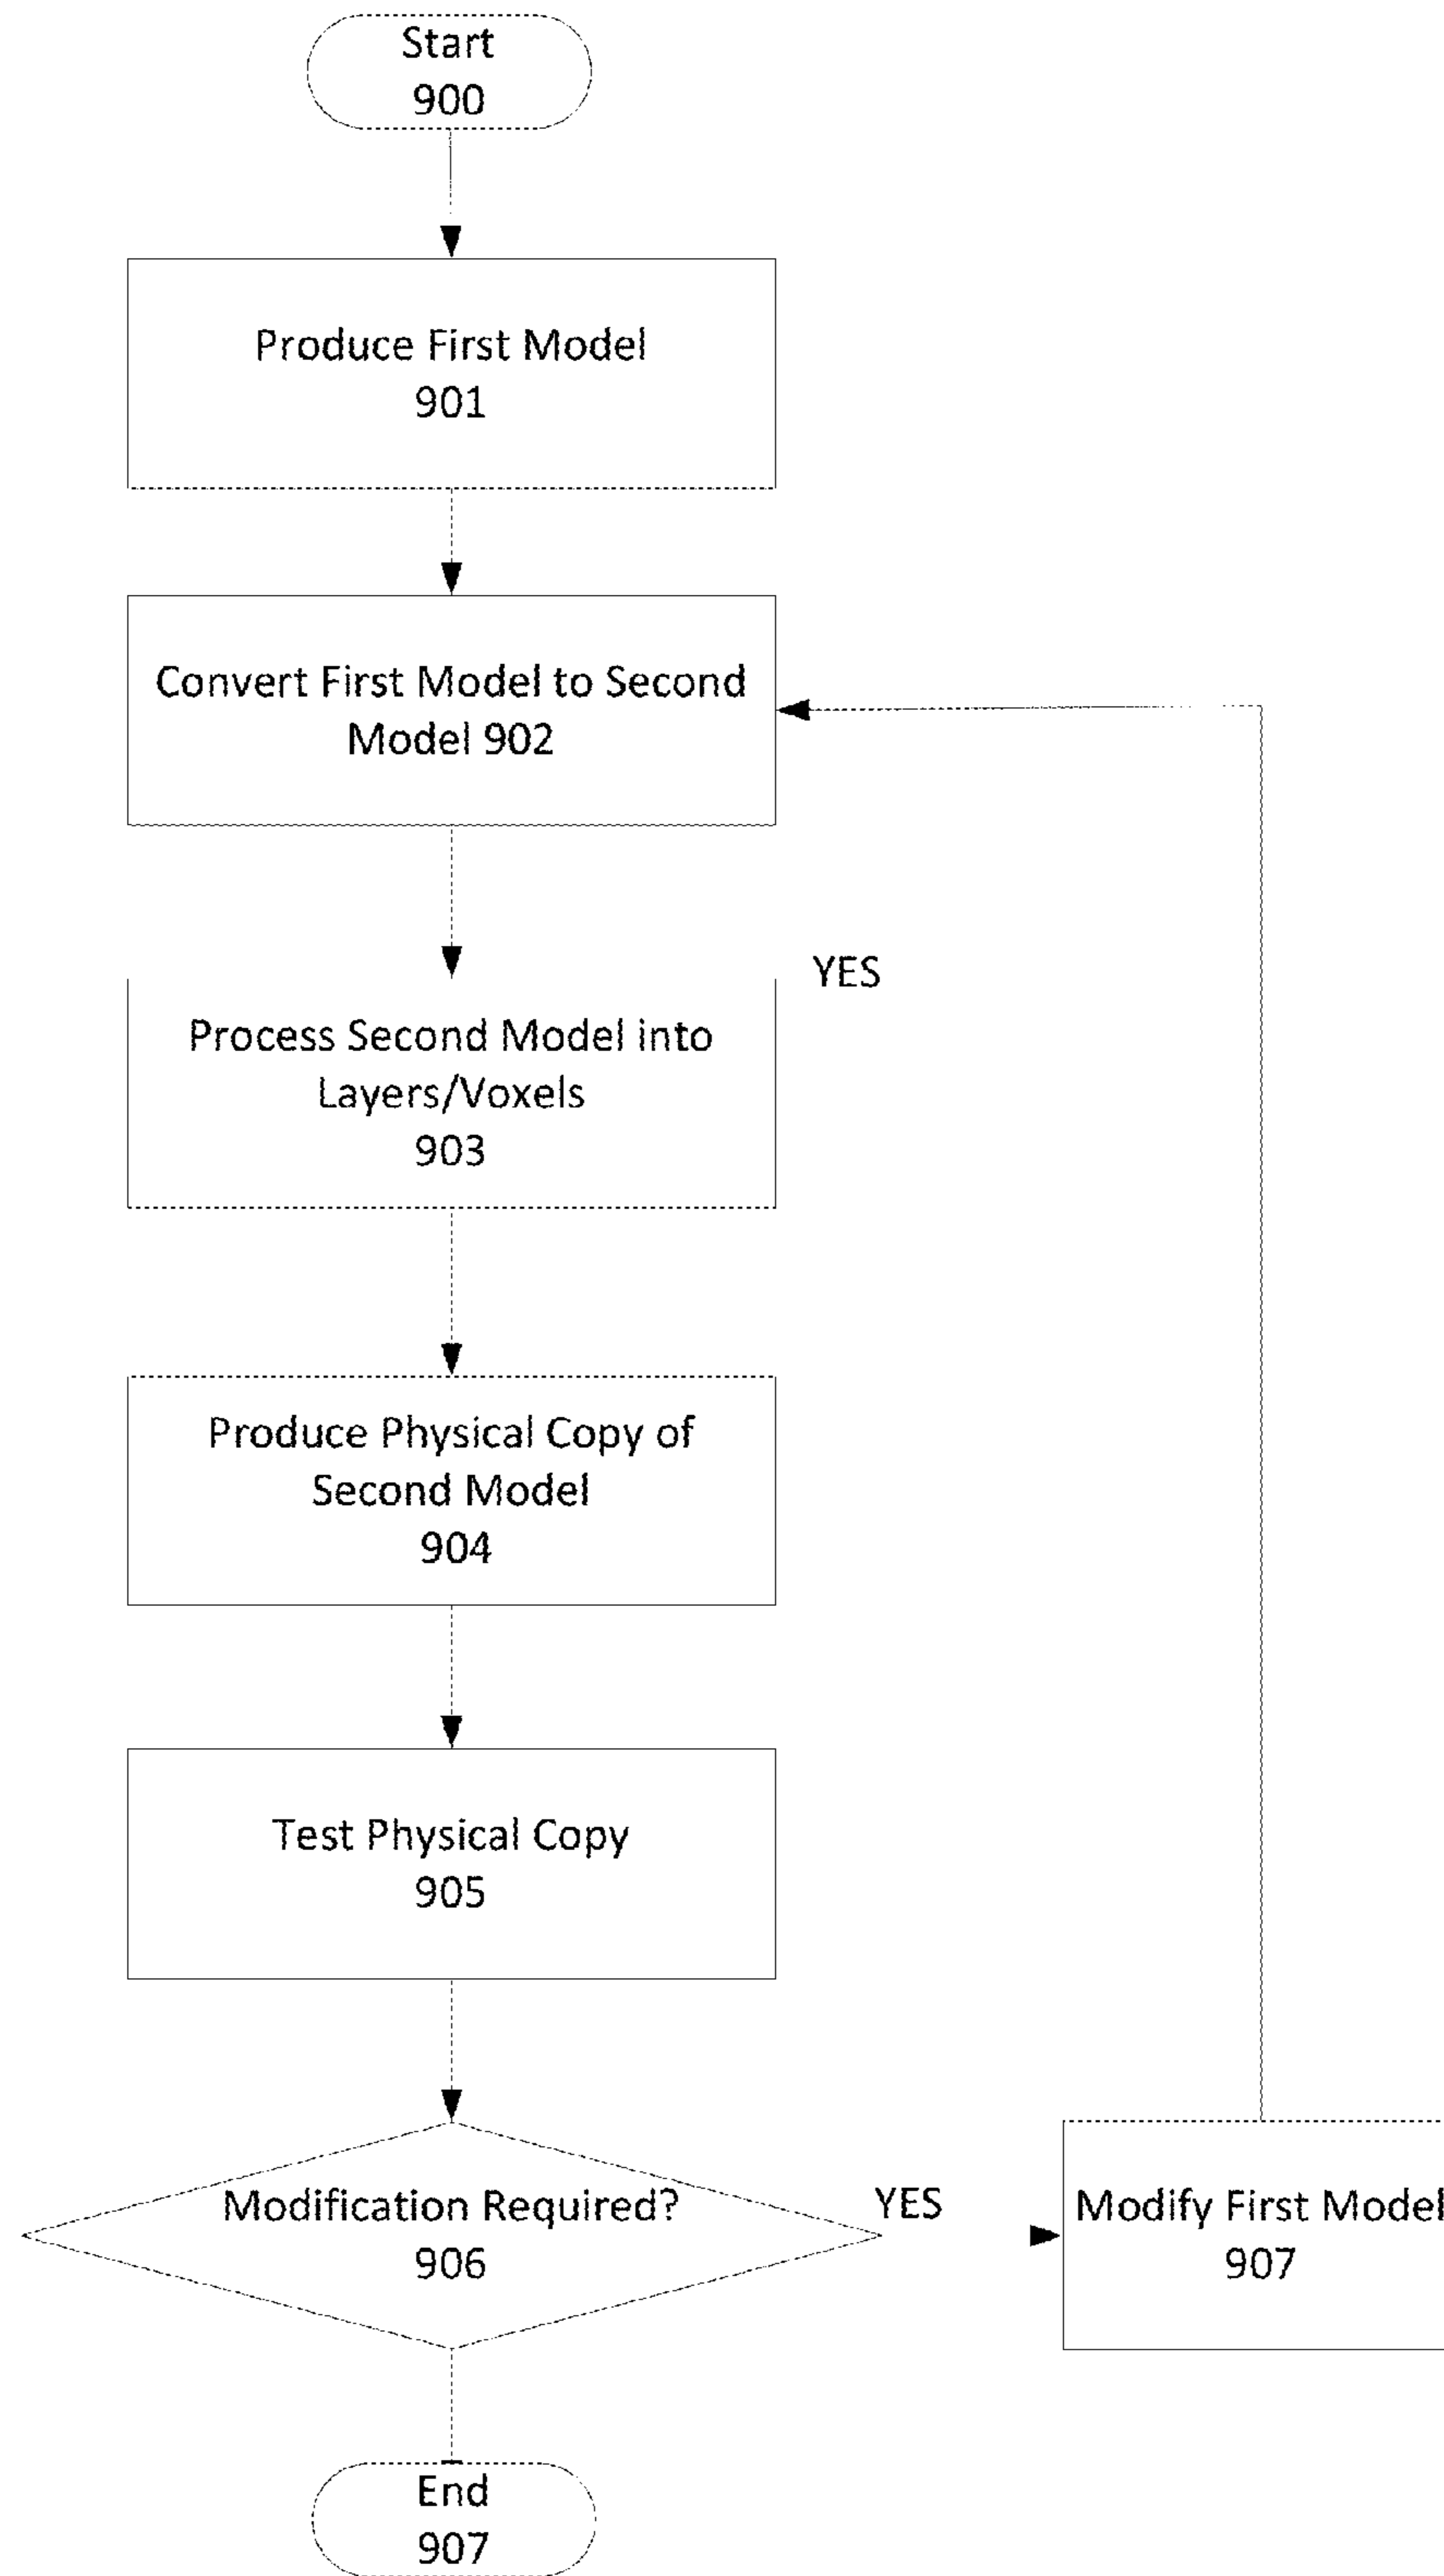 Start
900
Produce First Model
901
Convert First Model to Second
Model 902
YES
Process Second Model into
Layers/Voxels
903
Produce Physical Copy of
Second Model
904
Test Physical Copy
905
Modification Required?
906
YES
Modify First Model
907
End
907